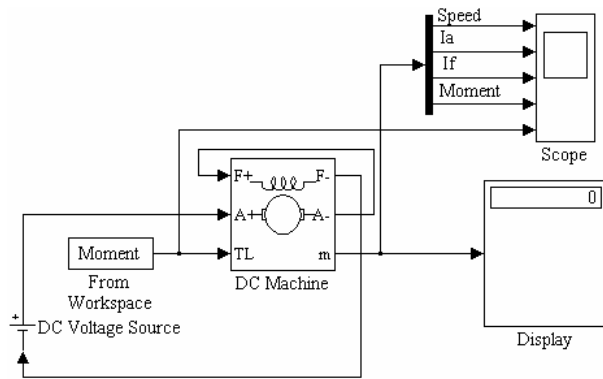 Speed
Ia
If
Moment
Scope
F+
F-
A+
A-
TL
m
DC Machine
Moment
From
Workspace
0
Display
+
DC Voltage Source